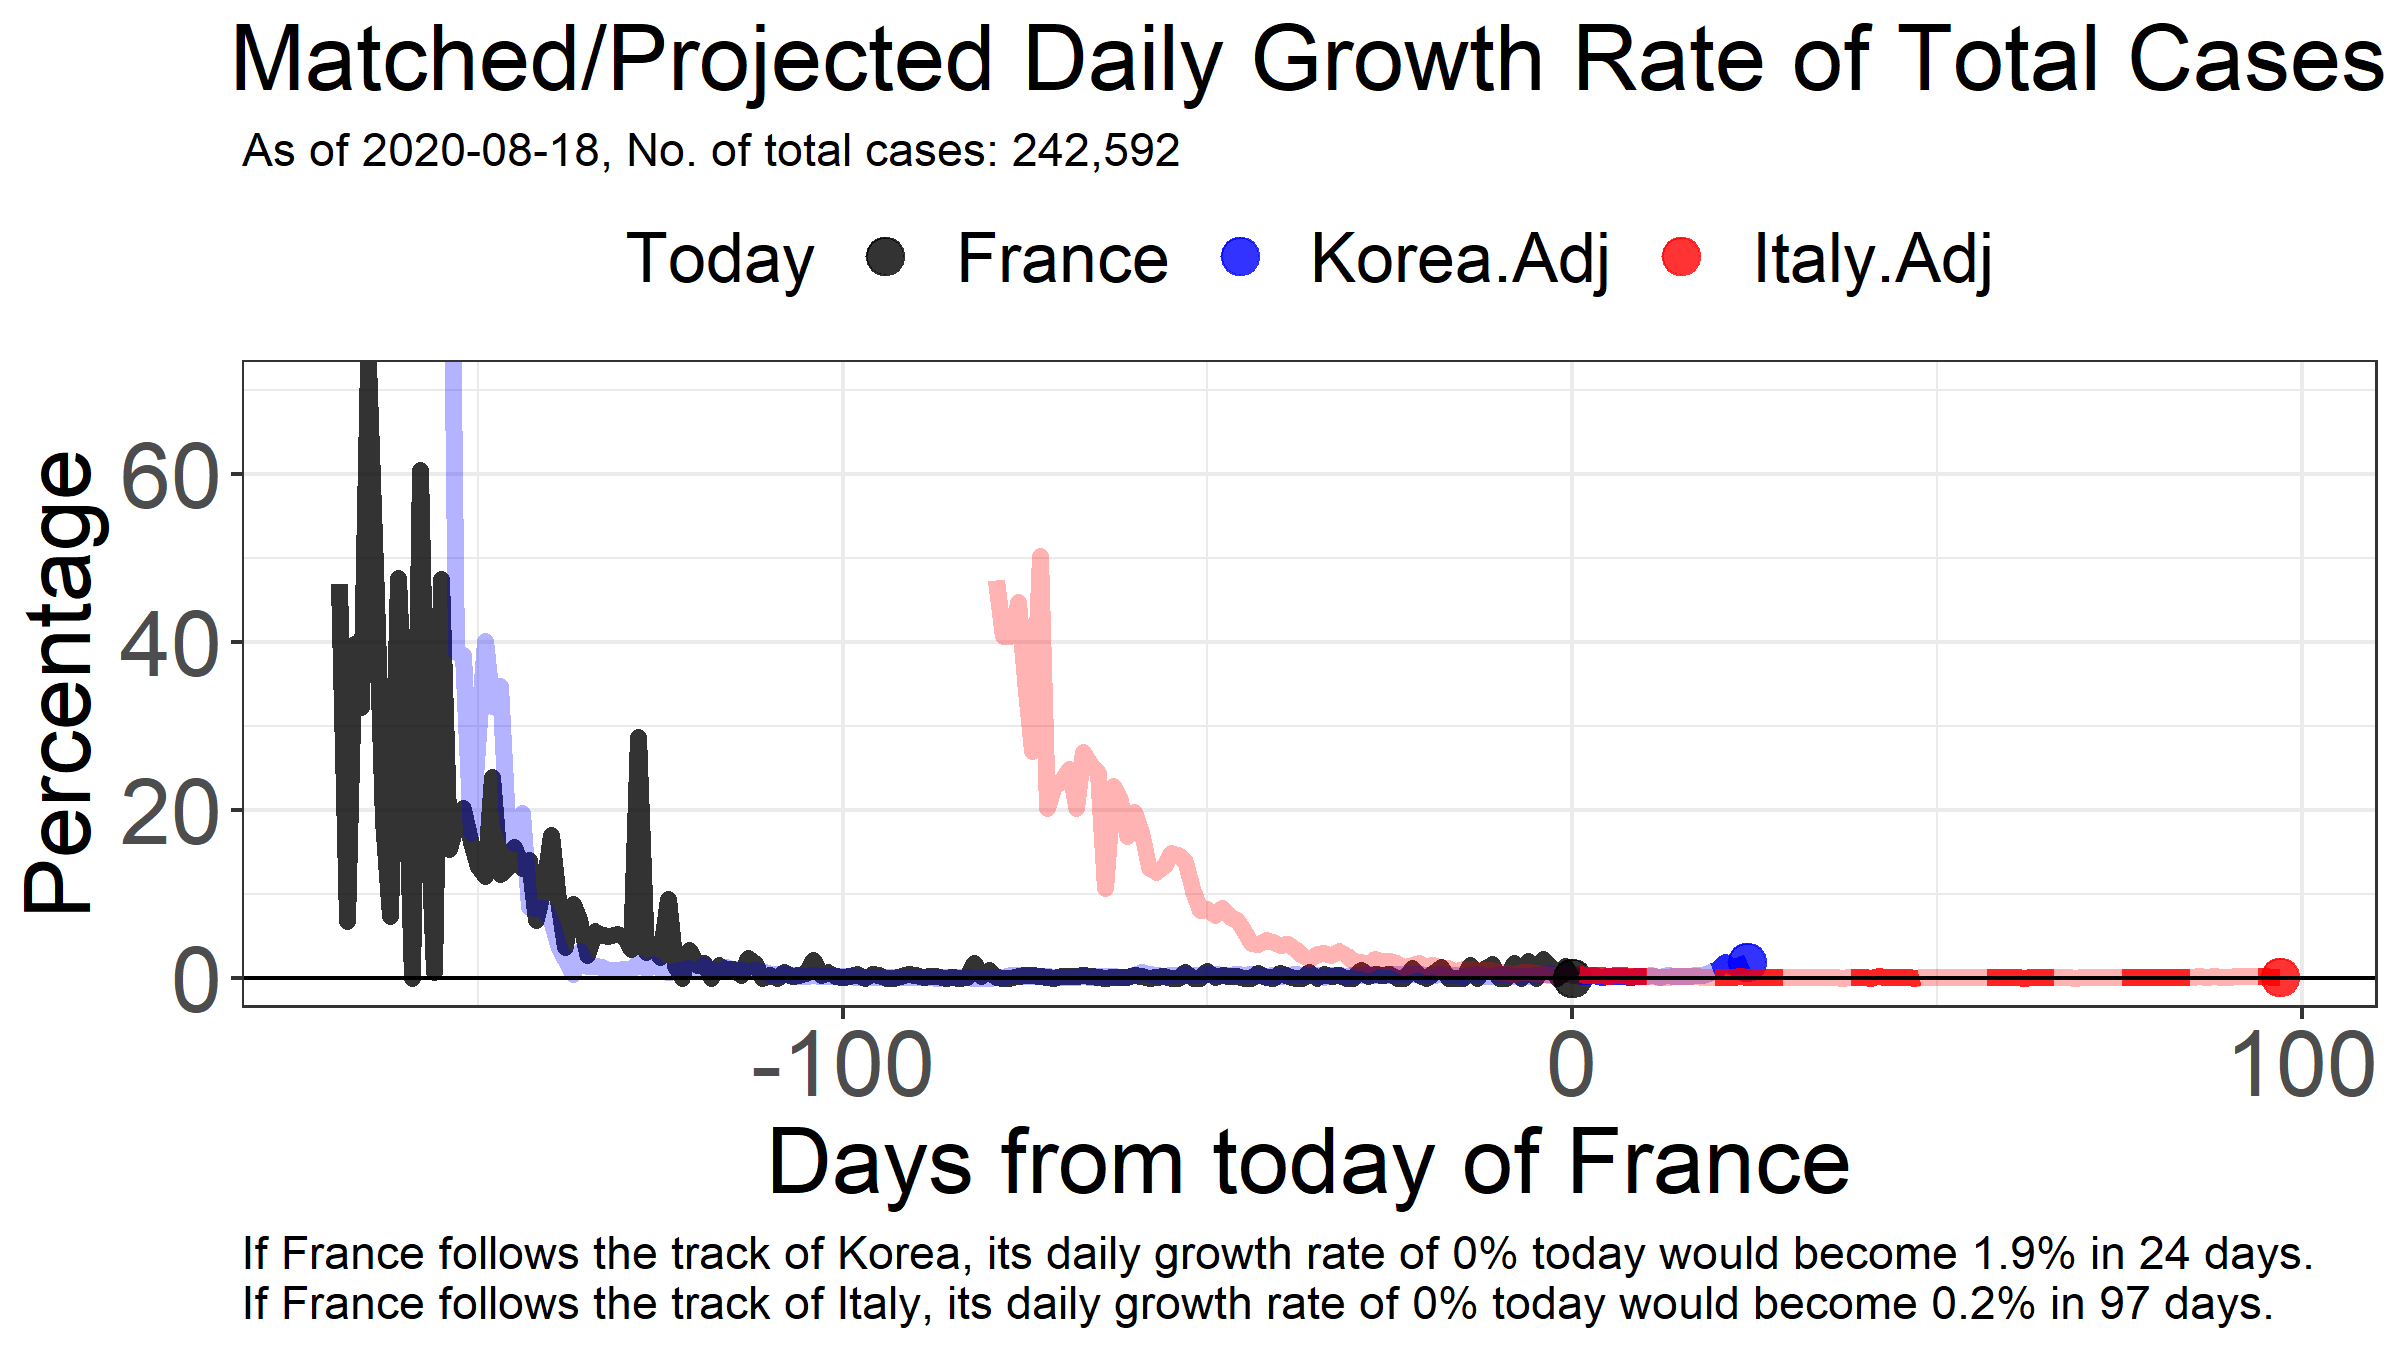 Matched/Projected Daily Growth Rate of Total Cases
As of 2020-08-18, No. of total cases: 242,592
Today France Korea.Adj Italy.Adj
Percentage
60
40
20
0
-100 0 100
Days from today of France
If France follows the track of Korea, its daily growth rate of 0% today would become 1.9% in 24 days.
If France follows the track of Italy, its daily growth rate of 0% today would become 0.2% in 97 days.